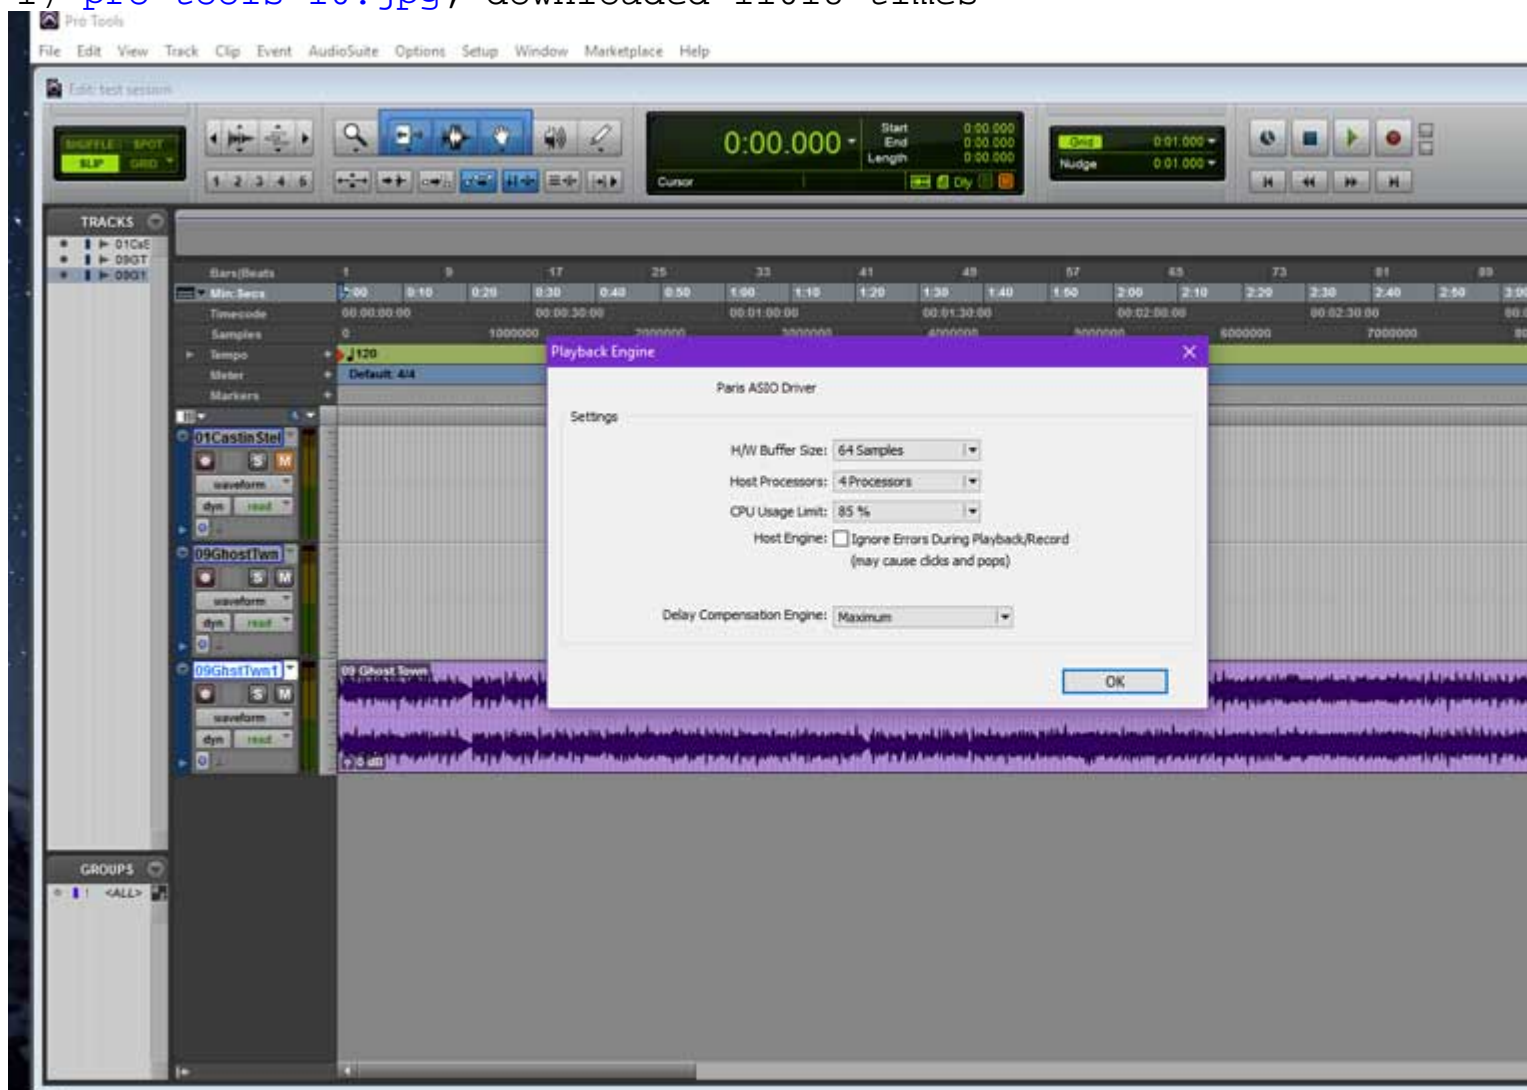 Pro Tools
File Edit View Track Clip Event AudioSuite Options Setup Window Marketplace Help
Edit: test session
SHUFFLE SPOT
SLIP GRID
1 2 3 4 5
0:00.000
Start 0:00.000
End 0:00.000
Length 0:00.000
Cursor
Dly
Grid 0:01.000
Nudge 0:01.000
TRACKS
01CsS
09GT
09G1
Bars|Beats 1 9 17 25 33 41 49 57 65 73 81 89
Min:Secs 0:00 0:10 0:20 0:30 0:40 0:50 1:00 1:10 1:20 1:30 1:40 1:50 2:00 2:10 2:20 2:30 2:40 2:50 3:00
Timecode 00:00:00:00 00:00:30:00 00:01:00:00 00:01:30:00 00:02:00:00 00:02:30:00
Samples 0 1000000 2000000 3000000 4000000 5000000 6000000 7000000
Tempo 120
Meter Default: 4/4
Markers
01CastinStel
S M
waveform
dyn read
09GhostTwn
S M
waveform
dyn read
09GhstTwn1
S M
waveform
dyn read
09 Ghost Town
0 dB
Playback Engine
Paris ASIO Driver
Settings
H/W Buffer Size: 64 Samples
Host Processors: 4 Processors
CPU Usage Limit: 85 %
Host Engine: Ignore Errors During Playback/Record
(may cause clicks and pops)
Delay Compensation Engine: Maximum
OK
GROUPS
! <ALL>